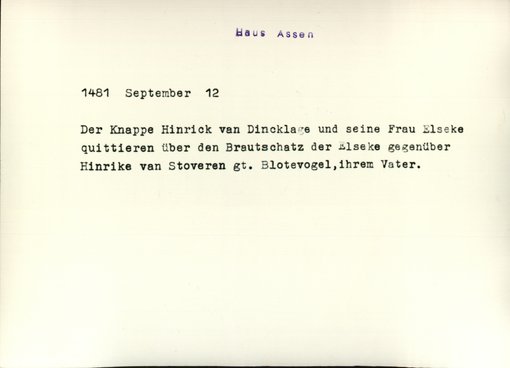 Haus Assen
1481 September 12
Der Knappe Hinrick van Dincklage und seine Frau Elseke
quittieren über den Brautschatz der Elseke gegenüber
Hinrike van Stoveren gt. Blotevogel,ihrem Vater.